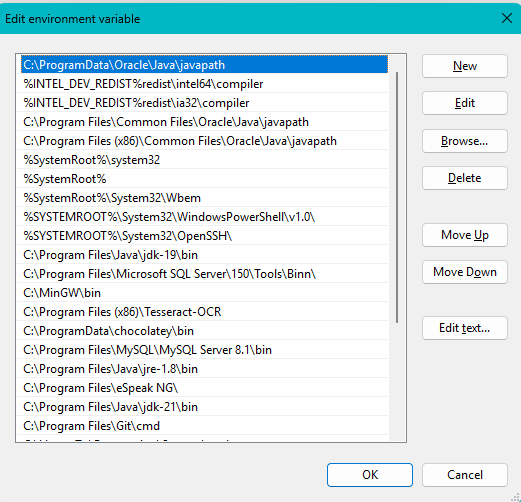 Edit environment variable
C:\ProgramData\Oracle\Java\javapath
%INTEL_DEV_REDIST%redist\intel64\compiler
%INTEL_DEV_REDIST%redist\ia32\compiler
C:\Program Files\Common Files\Oracle\Java\javapath
C:\Program Files (x86)\Common Files\Oracle\Java\javapath
%SystemRoot%\system32
%SystemRoot%
%SystemRoot%\System32\Wbem
%SYSTEMROOT%\System32\WindowsPowerShell\v1.0\
%SYSTEMROOT%\System32\OpenSSH\
C:\Program Files\Java\jdk-19\bin
C:\Program Files\Microsoft SQL Server\150\Tools\Binn\
C:\MinGW\bin
C:\Program Files (x86)\Tesseract-OCR
C:\ProgramData\chocolatey\bin
C:\Program Files\MySQL\MySQL Server 8.1\bin
C:\Program Files\Java\jre-1.8\bin
C:\Program Files\eSpeak NG\
C:\Program Files\Java\jdk-21\bin
C:\Program Files\Git\cmd
New
Edit
Browse...
Delete
Move Up
Move Down
Edit text...
OK
Cancel